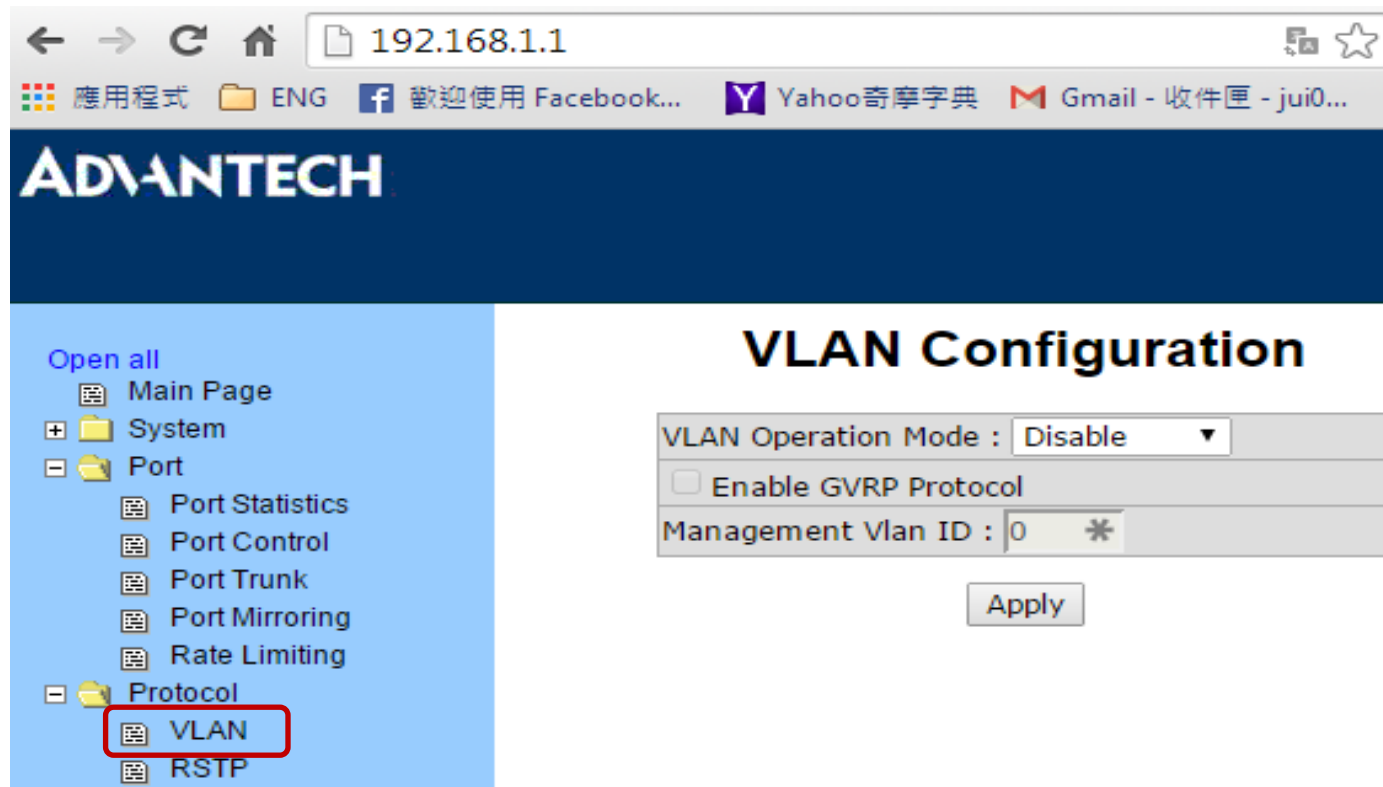 192.168.1.1
應用程式 ENG 歡迎使用 Facebook... Yahoo奇摩字典 Gmail - 收件匣 - jui0...
ADVANTECH
Open all
Main Page
System
Port
Port Statistics
Port Control
Port Trunk
Port Mirroring
Rate Limiting
Protocol
VLAN
RSTP
VLAN Configuration
VLAN Operation Mode : Disable
Enable GVRP Protocol
Management Vlan ID : 0
Apply